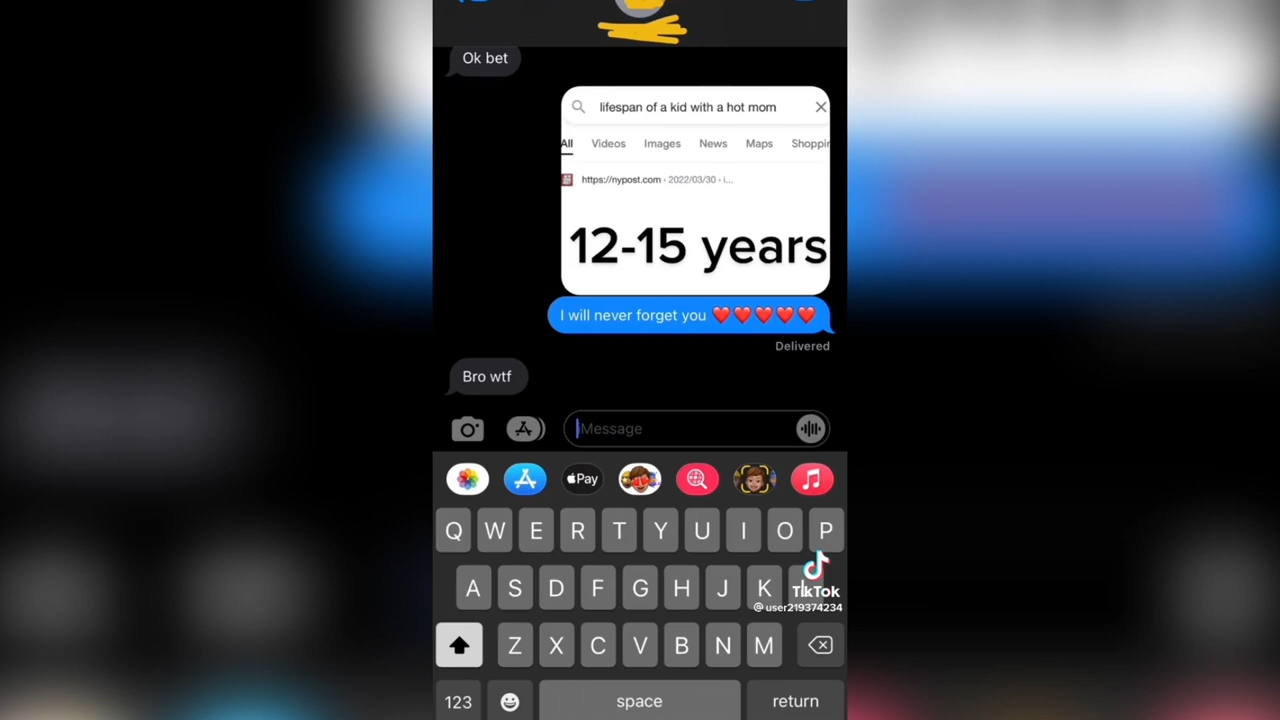 Ok bet
lifespan of a kid with a hot mom
All Videos Images News Maps Shoppin
https://nypost.com › 2022/03/30 › i...
12-15 years
I will never forget you ❤️❤️❤️❤️❤️
Delivered
Bro wtf
iMessage
Pay
Q W E R T Y U I O P
A S D F G H J K
TikTok
@user219374234
Z X C V B N M
123 space return